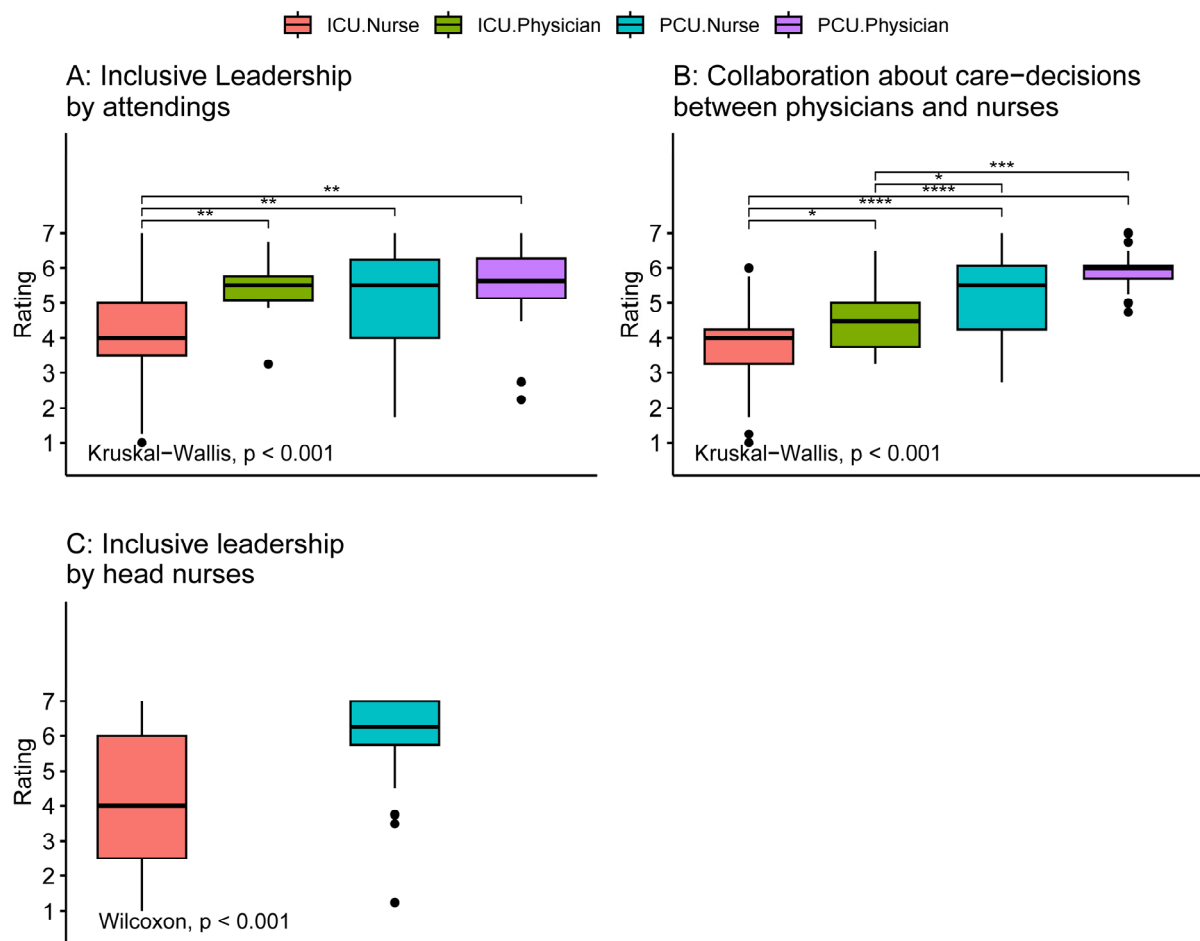 ICU.Nurse ICU.Physician PCU.Nurse PCU.Physician
A: Inclusive Leadership
by attendings
Rating
7
6
5
4
3
2
1
**
**
**
Kruskal−Wallis, p < 0.001
B: Collaboration about care−decisions
between physicians and nurses
Rating
7
6
5
4
3
2
1
***
*
****
****
*
Kruskal−Wallis, p < 0.001
C: Inclusive leadership
by head nurses
Rating
7
6
5
4
3
2
1
Wilcoxon, p < 0.001